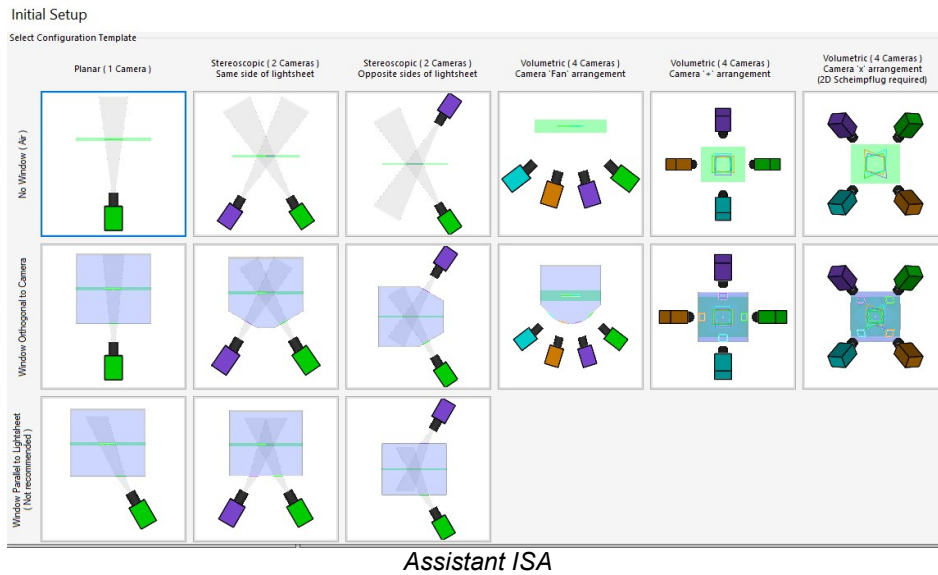 Initial Setup
Select Configuration Template
Planar ( 1 Camera )
Stereoscopic ( 2 Cameras )
Same side of lightsheet
Stereoscopic ( 2 Cameras )
Opposite sides of lightsheet
Volumetric ( 4 Cameras )
Camera 'Fan' arrangement
Volumetric ( 4 Cameras )
Camera '+' arrangement
Volumetric ( 4 Cameras )
Camera 'x' arrangement
(2D Scheimpflug required)
No Window ( Air )
Window Orthogonal to Camera
Window Parallel to Lightsheet
( Not recommended )
Assistant ISA